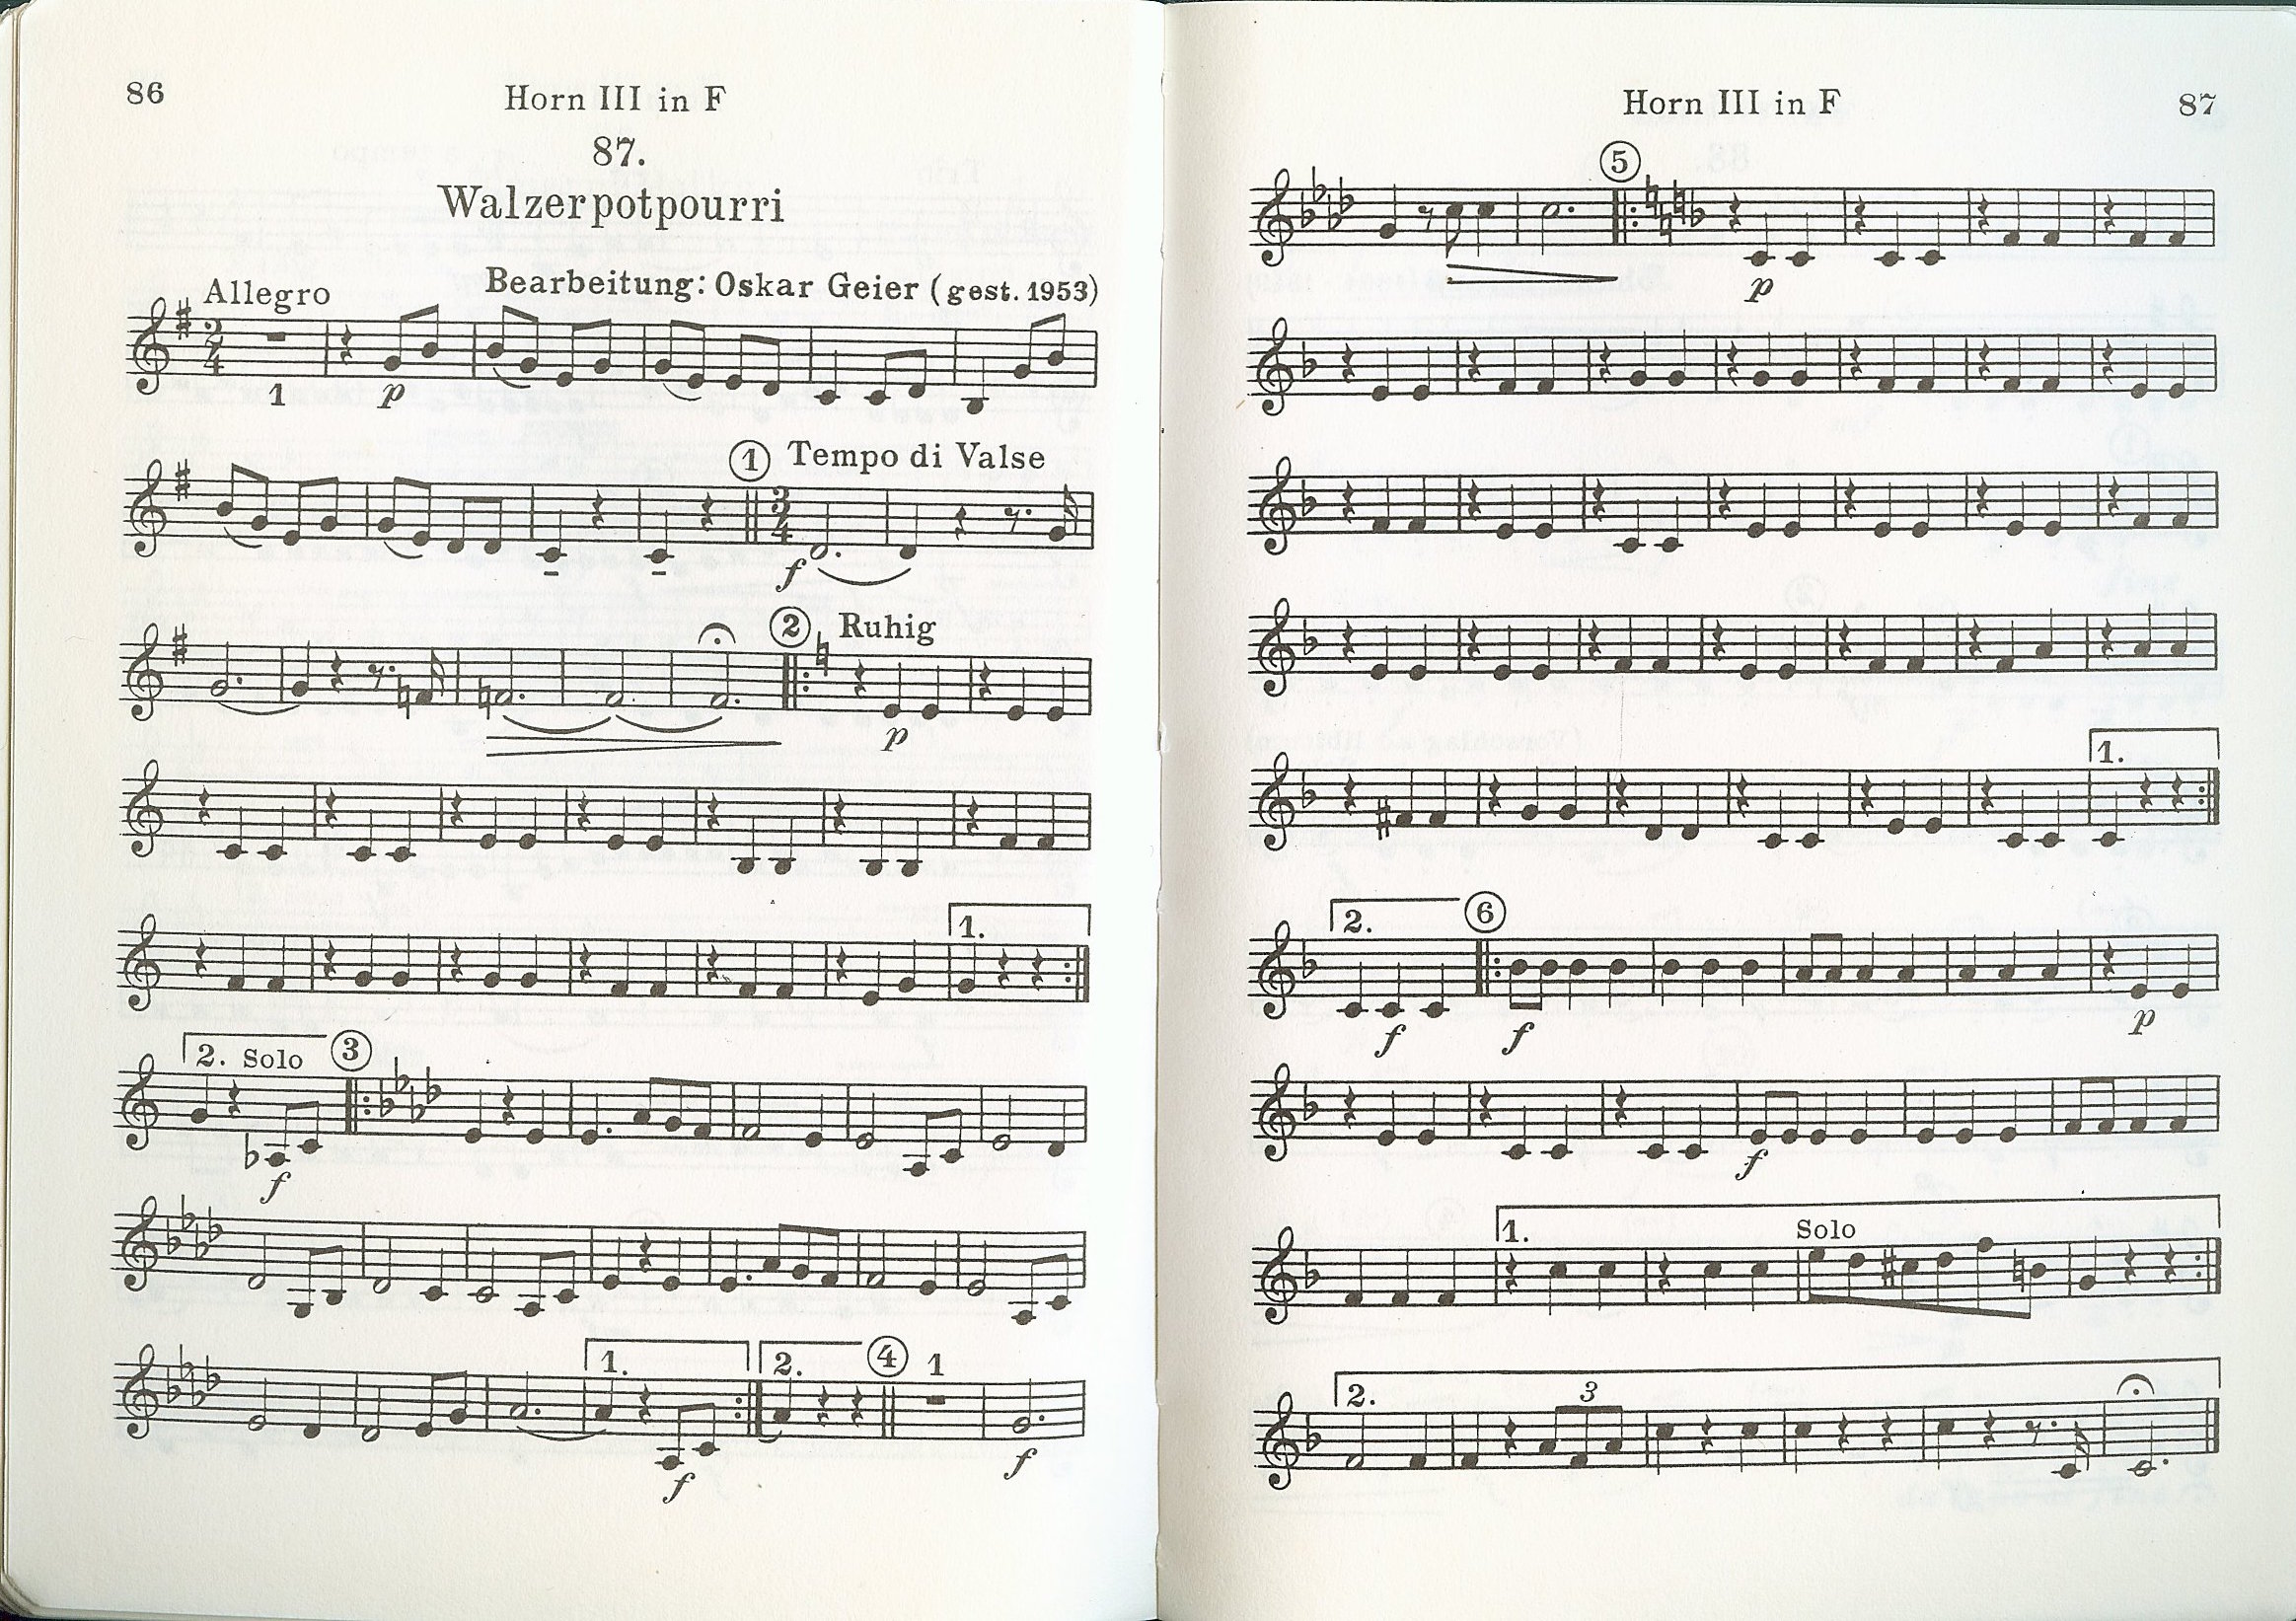 86
Horn III in F
87.
Walzerpotpourri
Allegro
Bearbeitung: Oskar Geier (gest. 1953)
2
4
1
p
1 Tempo di Valse
3
4
f
2 Ruhig
p
1.
2. Solo 3
f
1. 2. 4 1
f f
Horn III in F
87
5
p
1.
2. 6
f f p
f
1. Solo
2. 3